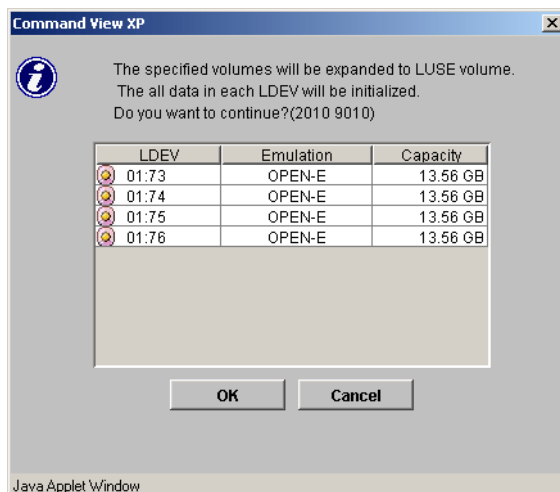 Command View XP
The specified volumes will be expanded to LUSE volume.
The all data in each LDEV will be initialized.
Do you want to continue?(2010 9010)
LDEV Emulation Capacity
01:73 OPEN-E 13.56 GB
01:74 OPEN-E 13.56 GB
01:75 OPEN-E 13.56 GB
01:76 OPEN-E 13.56 GB
OK Cancel
Java Applet Window